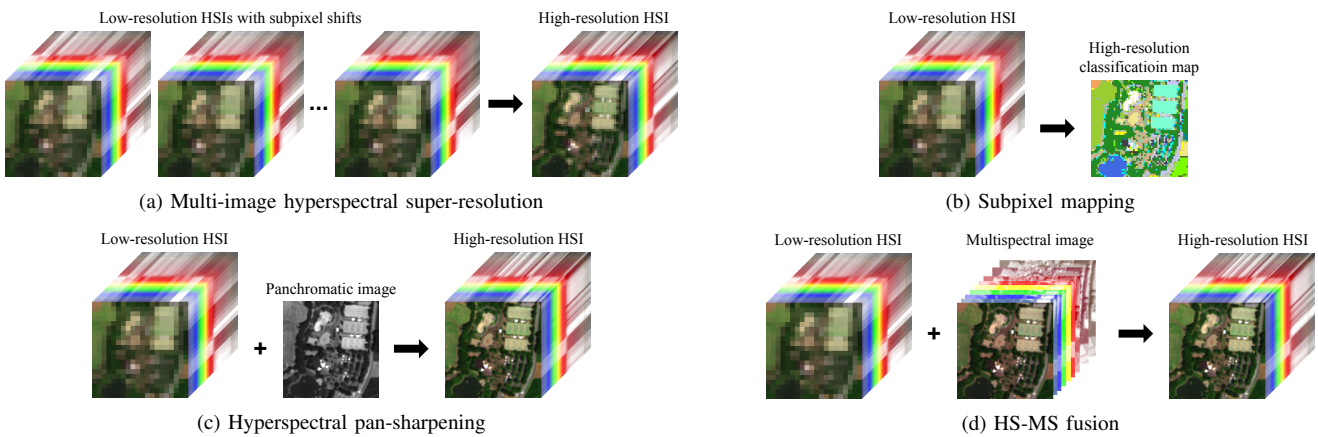 Low-resolution HSIs with subpixel shifts
High-resolution HSI
...
(a) Multi-image hyperspectral super-resolution
Low-resolution HSI
High-resolution
classificatioin map
(b) Subpixel mapping
Low-resolution HSI
High-resolution HSI
Panchromatic image
+
(c) Hyperspectral pan-sharpening
Low-resolution HSI
Multispectral image
High-resolution HSI
+
(d) HS-MS fusion